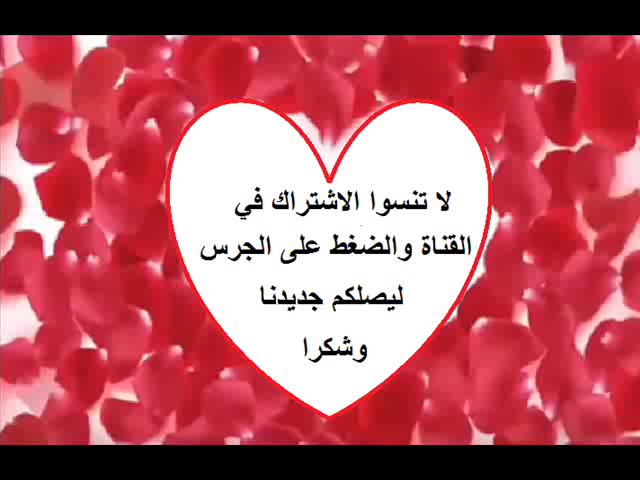 لا تنسوا الاشتراك في
القناة والضغط على الجرس
ليصلكم جديدنا
وشكرا